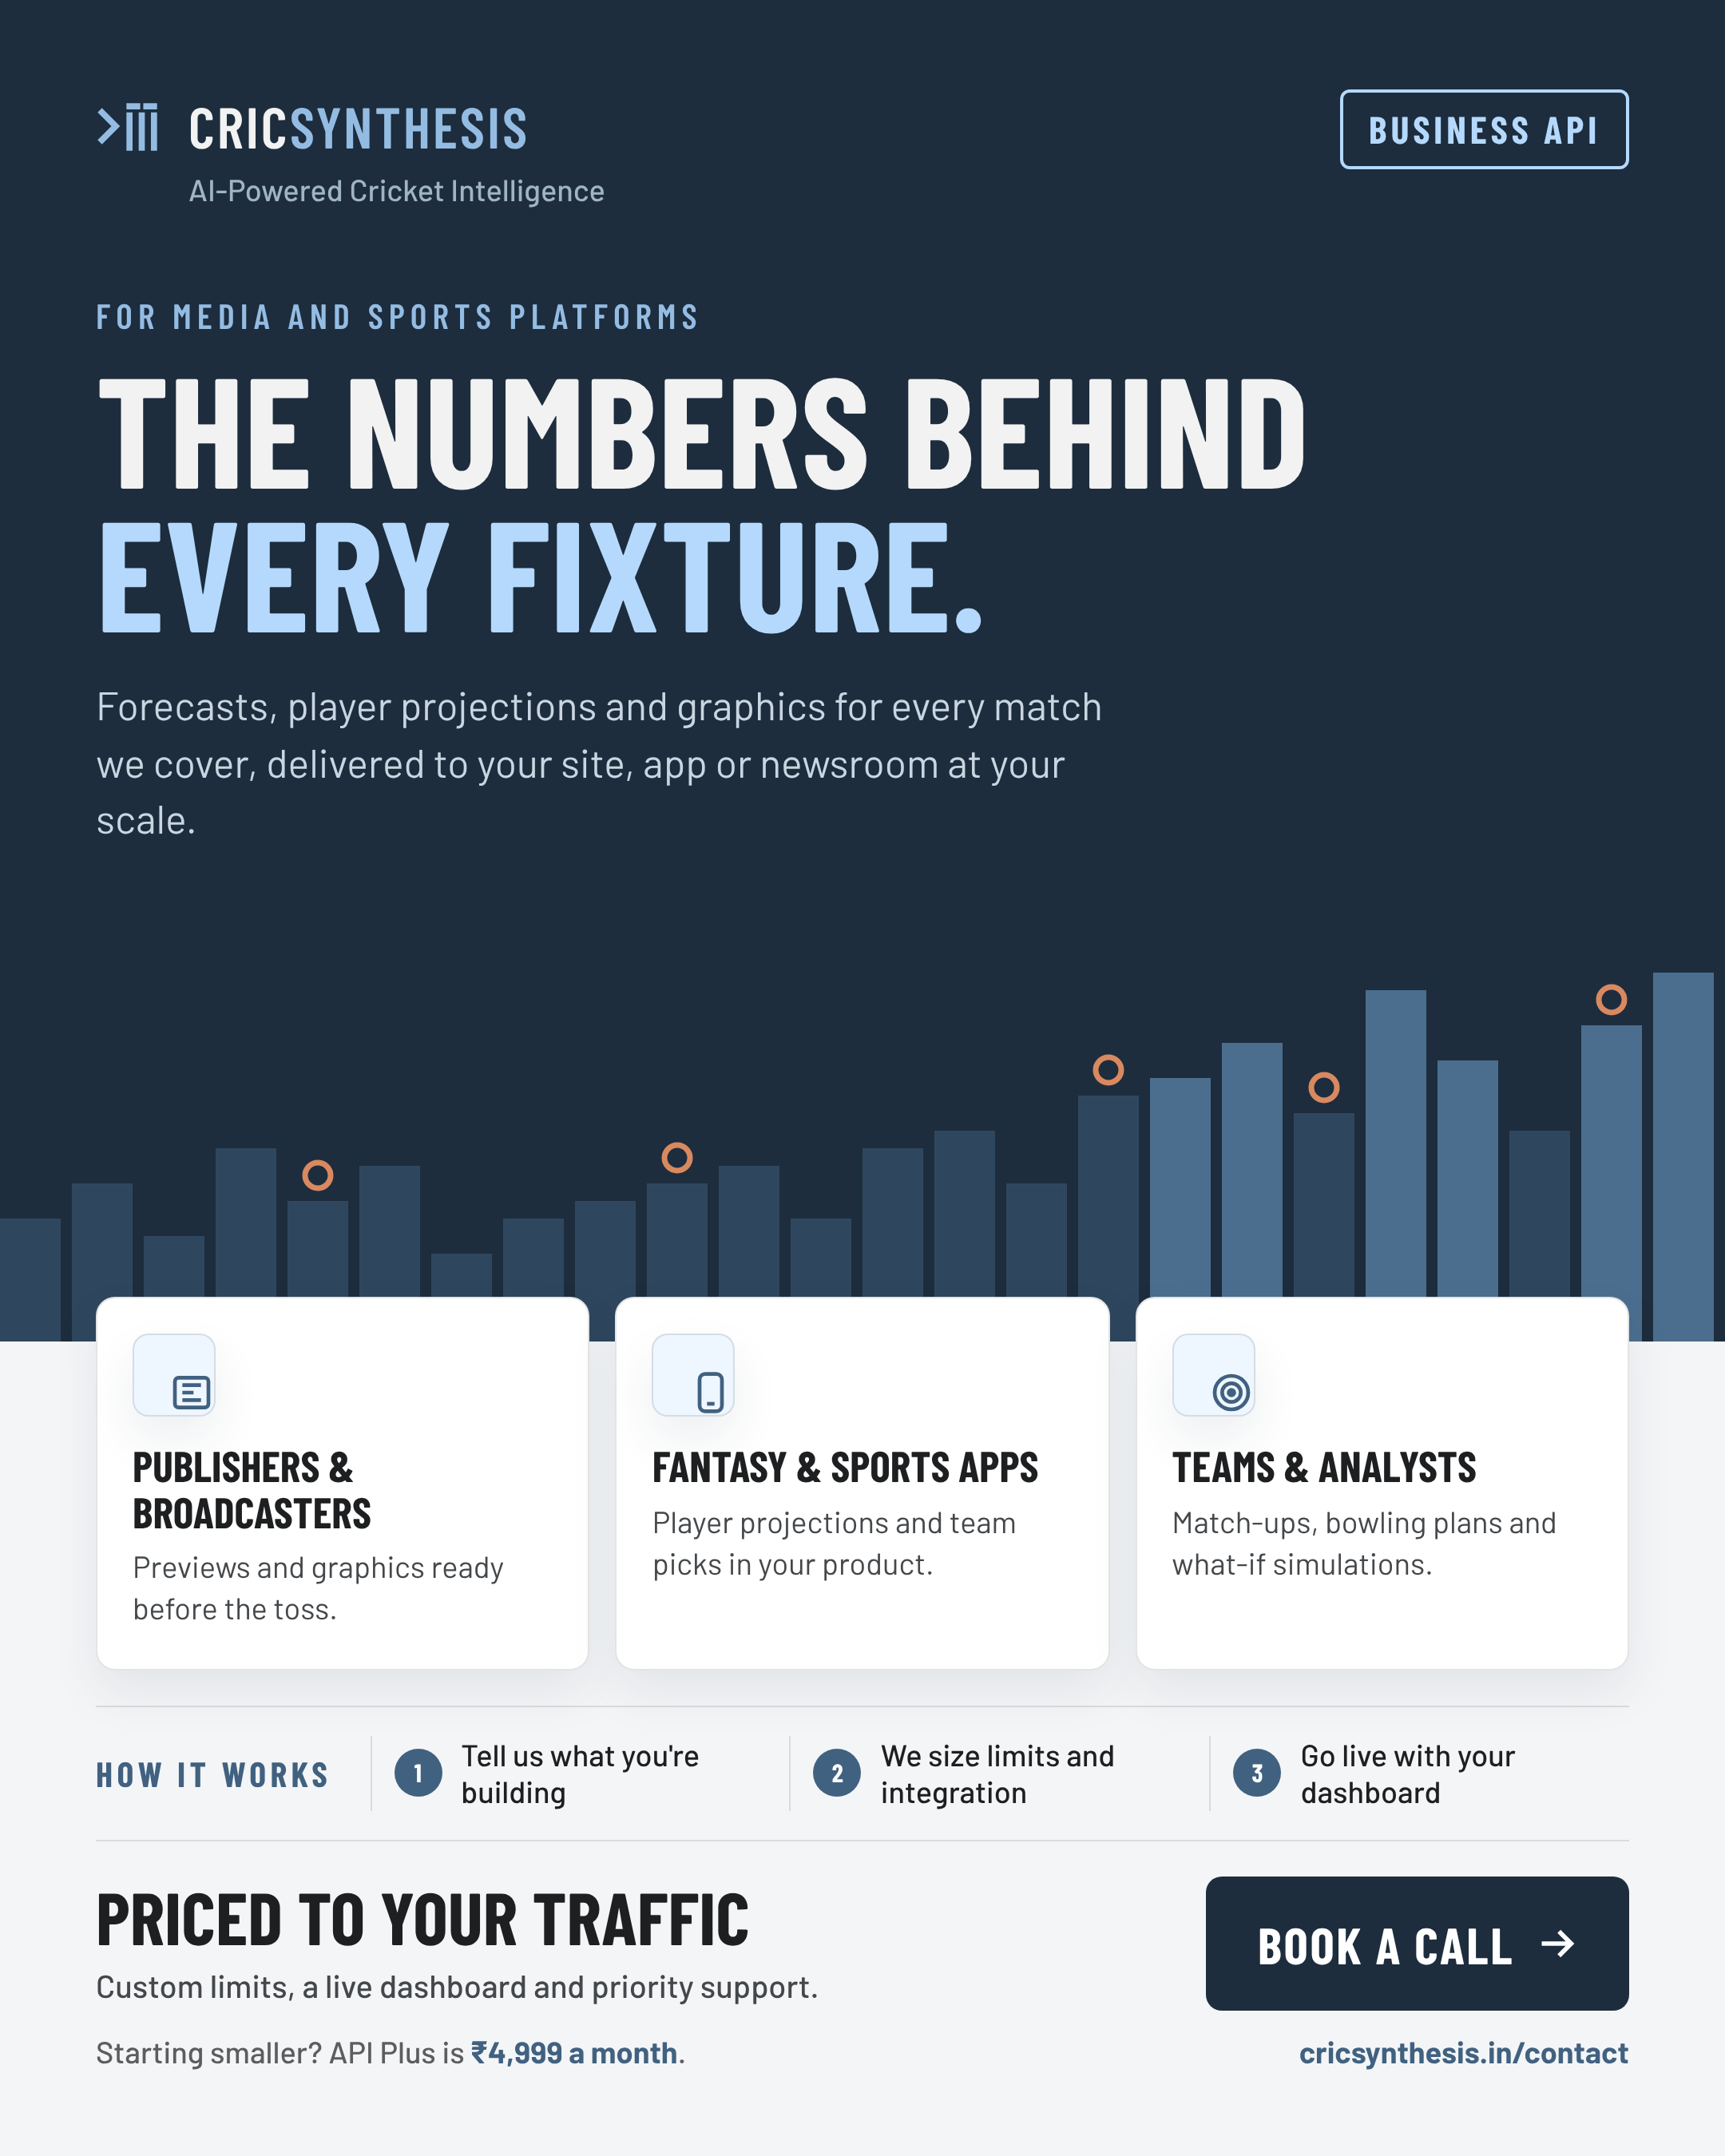 CRICSYNTHESIS
AI-Powered Cricket Intelligence
BUSINESS API
FOR MEDIA AND SPORTS PLATFORMS
THE NUMBERS BEHIND
EVERY FIXTURE.
Forecasts, player projections and graphics for every match
we cover, delivered to your site, app or newsroom at your
scale.
PUBLISHERS &
BROADCASTERS
Previews and graphics ready
before the toss.
FANTASY & SPORTS APPS
Player projections and team
picks in your product.
TEAMS & ANALYSTS
Match-ups, bowling plans and
what-if simulations.
HOW IT WORKS
1
Tell us what you're
building
2
We size limits and
integration
3
Go live with your
dashboard
PRICED TO YOUR TRAFFIC
Custom limits, a live dashboard and priority support.
Starting smaller? API Plus is ₹4,999 a month.
BOOK A CALL →
cricsynthesis.in/contact